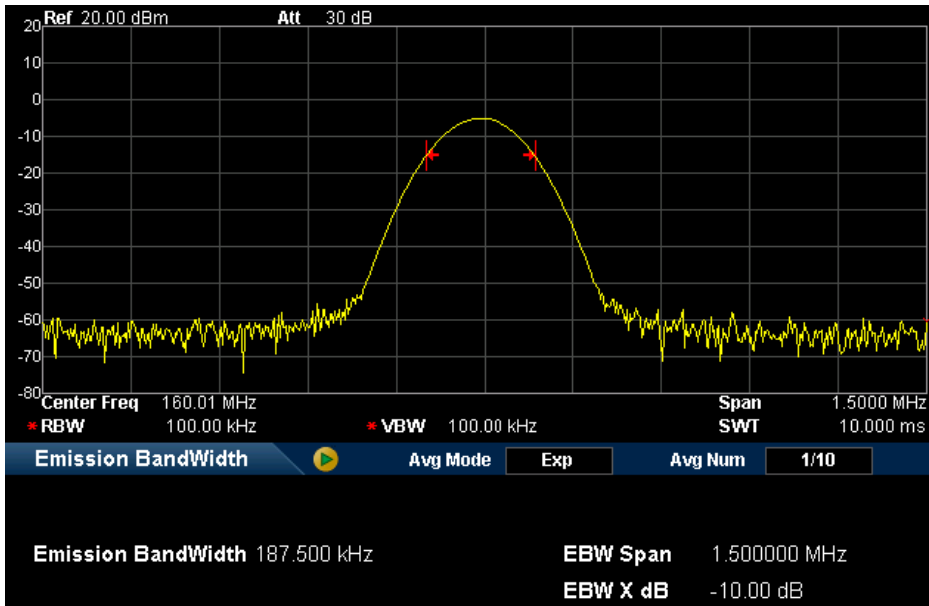 Ref 20.00 dBm Att 30 dB
20
10
0
-10
-20
-30
-40
-50
-60
-70
-80
Center Freq 160.01 MHz Span 1.5000 MHz
* RBW 100.00 kHz * VBW 100.00 kHz SWT 10.000 ms
Emission BandWidth Avg Mode Exp Avg Num 1/10
Emission BandWidth 187.500 kHz EBW Span 1.500000 MHz
EBW X dB -10.00 dB